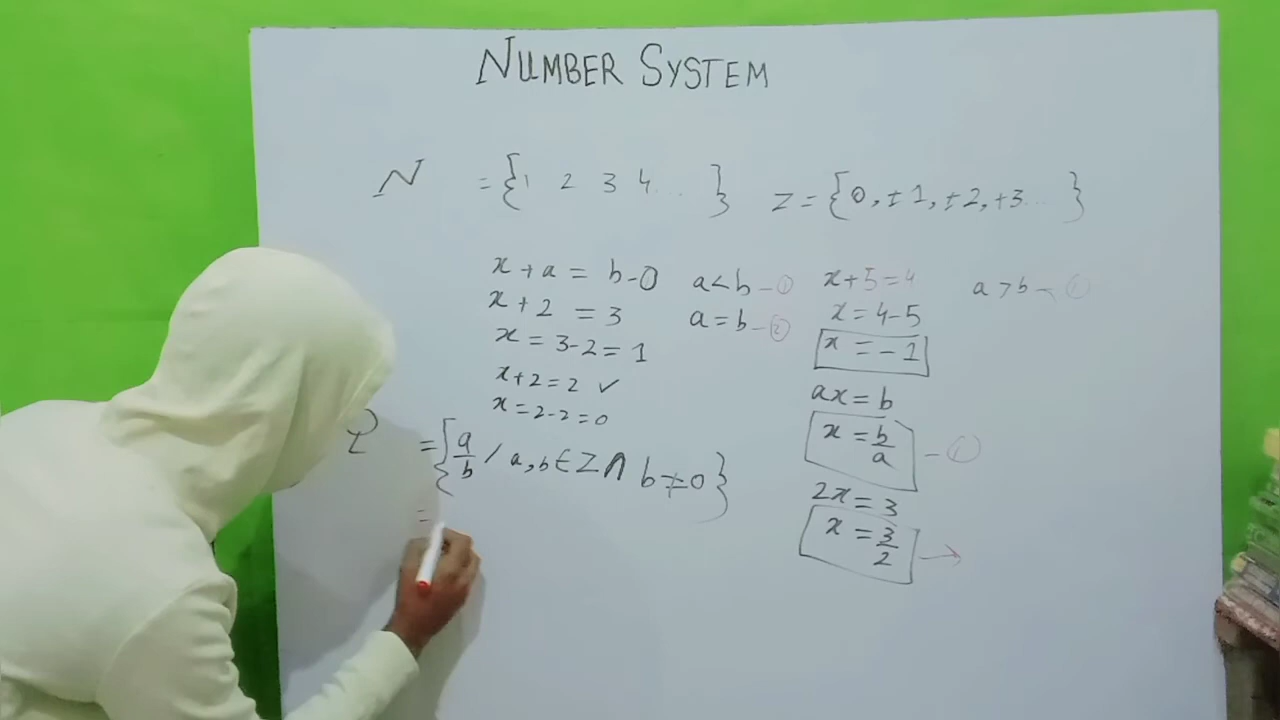 NUMBER SYSTEM
N = {1 2 3 4... }
Z = {0, ±1, ±2, +3... }
x + a = b - ①
a < b - ①
x + 2 = 3
a = b - ②
x = 3-2 = 1
x+2 = 2 ✓
x = 2-2 = 0
x+5 = 4
a > b - ①
x = 4-5
x = -1
ax = b
x = b/a - ①
2x = 3
x = 3/2 →
Q = {a/b / a, b ∈ Z ∩ b ≠ 0}
=